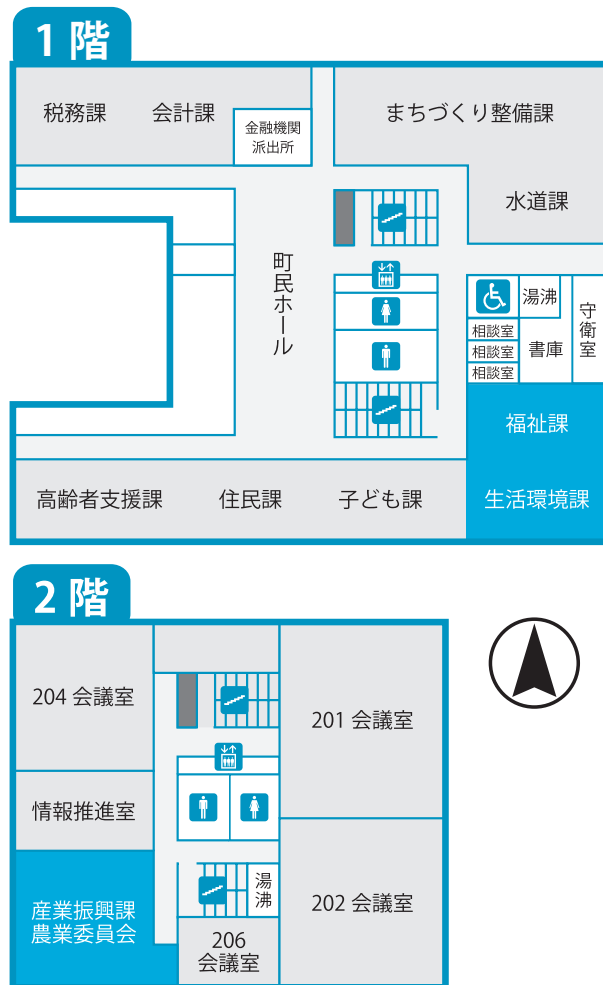 1 階
税務課
会計課
金融機関
派出所
まちづくり整備課
水道課
町民ホール
湯沸
守衛室
相談室
相談室
相談室
書庫
福祉課
生活環境課
高齢者支援課
住民課
子ども課
2 階
204 会議室
201 会議室
情報推進室
産業振興課
農業委員会
湯沸
202 会議室
206
会議室